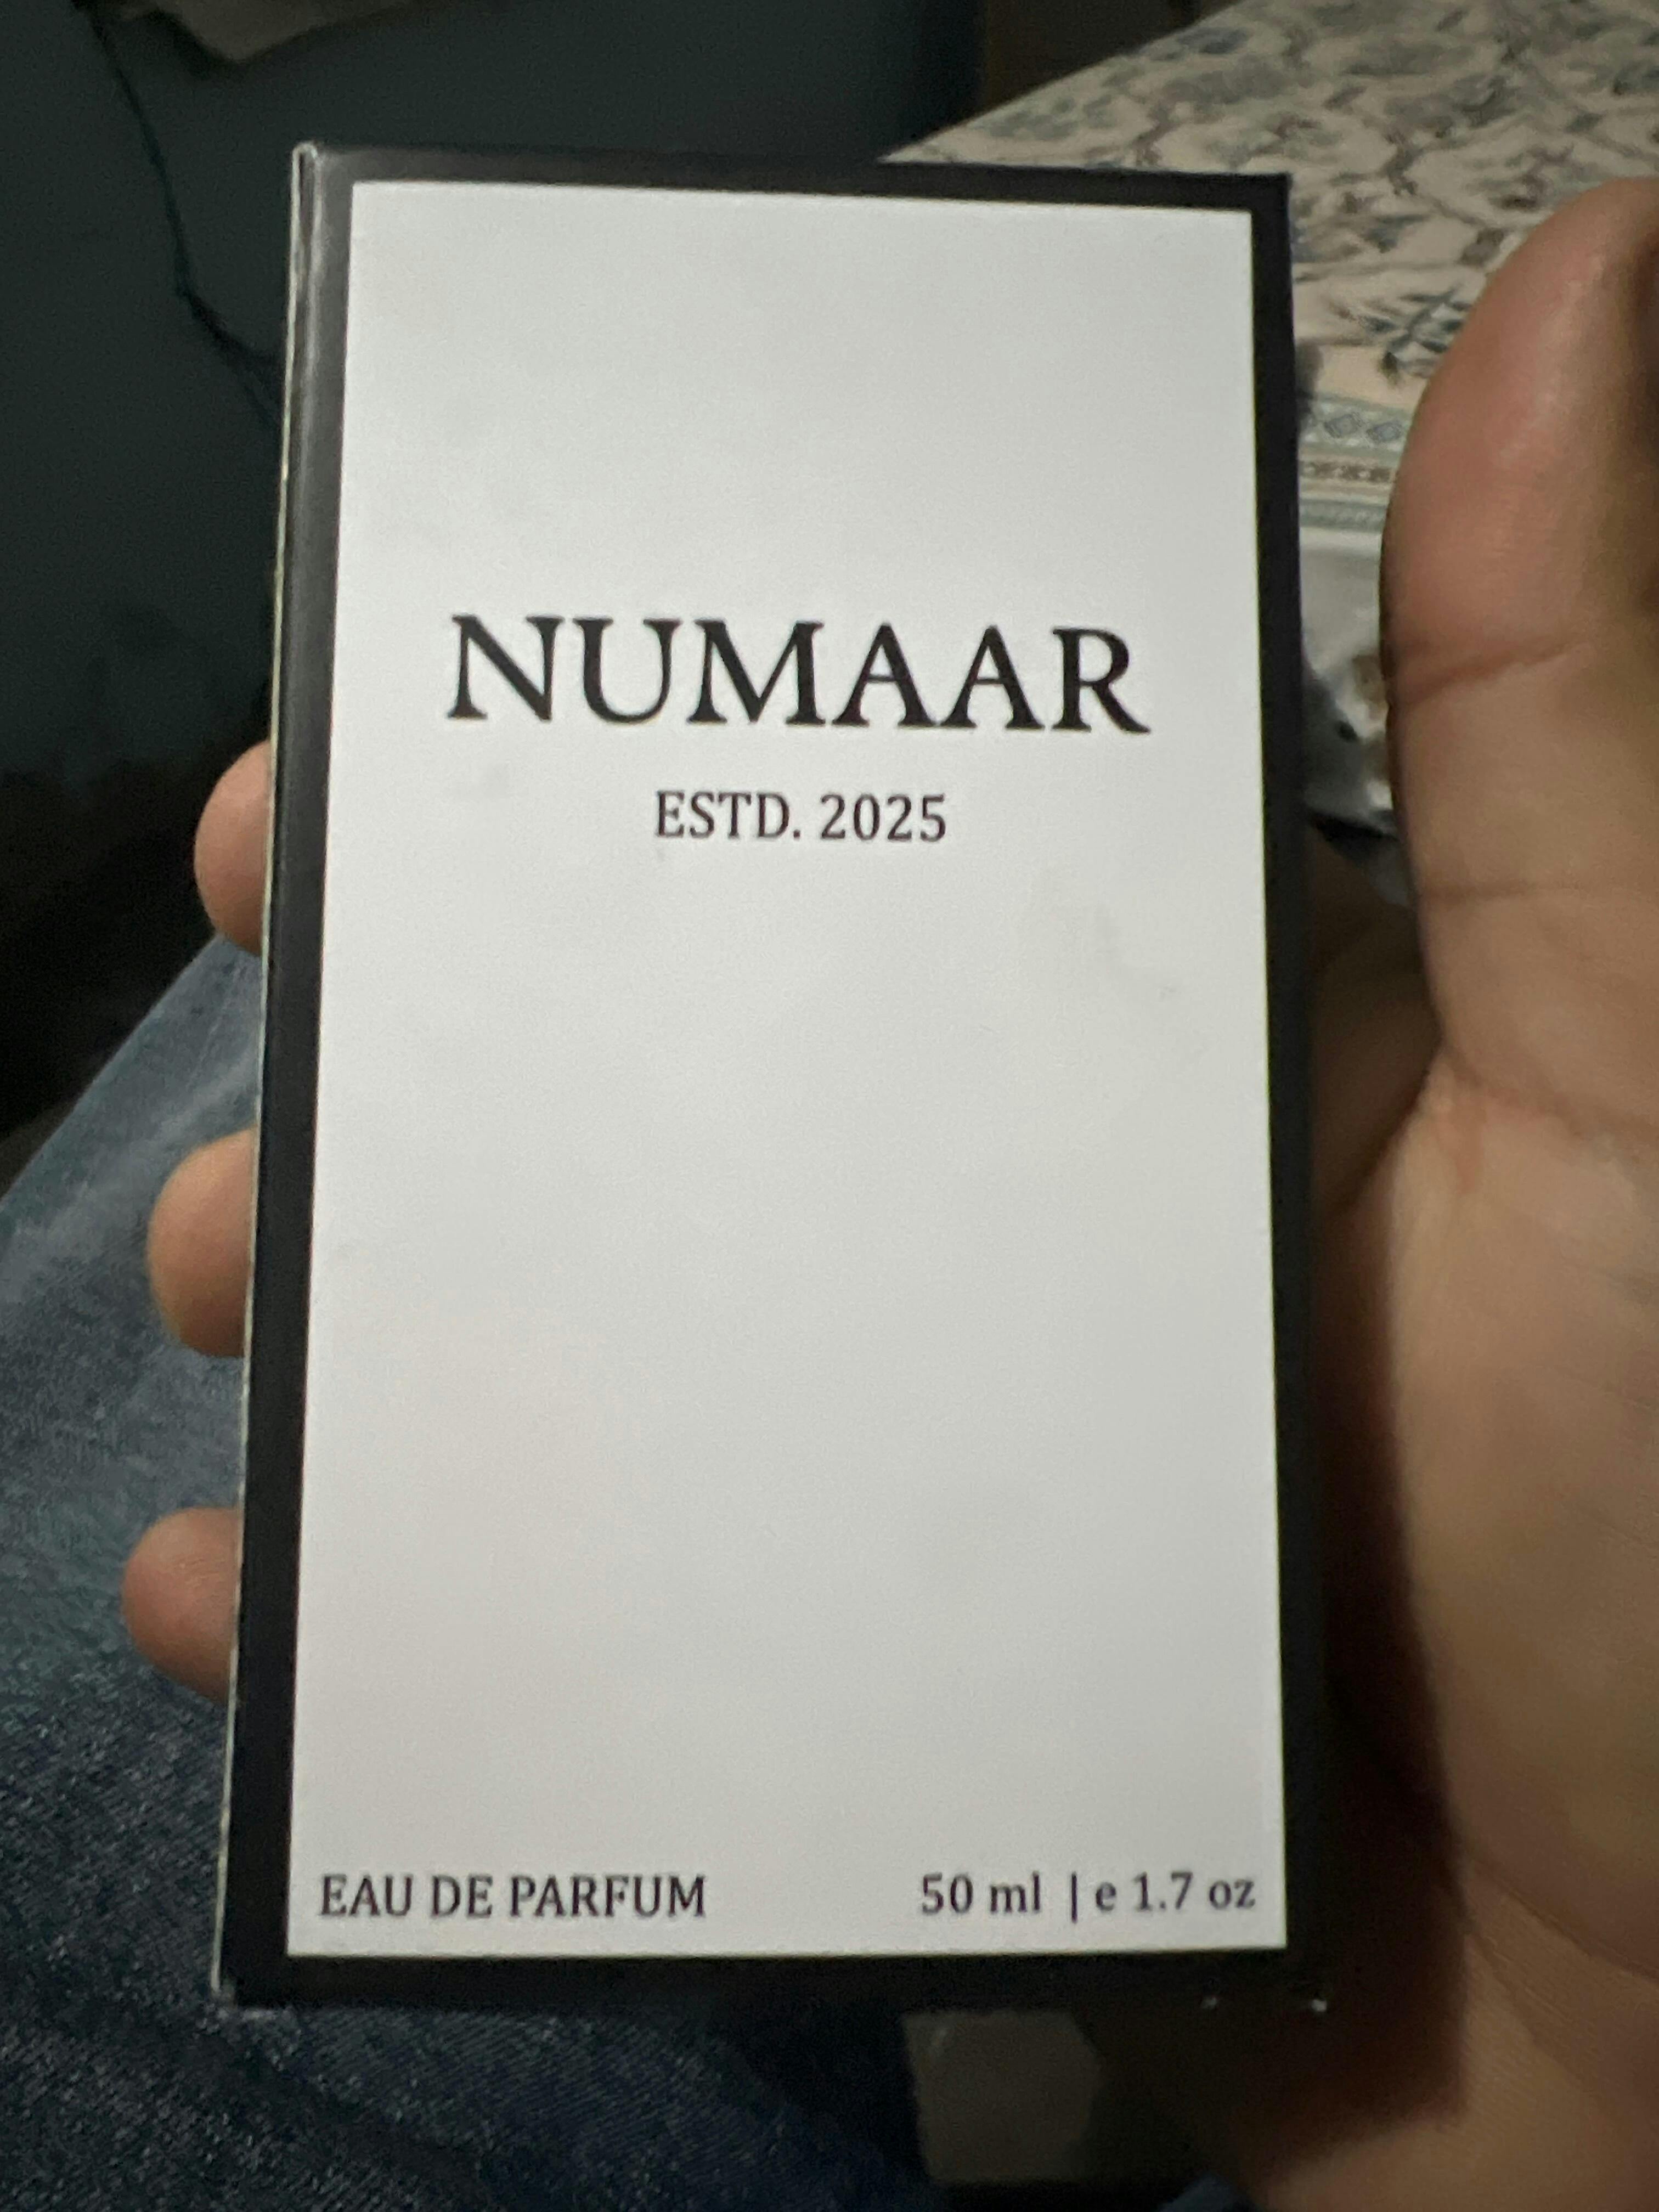 NUMAAR
ESTD. 2025
EAU DE PARFUM 50 ml | e 1.7 oz